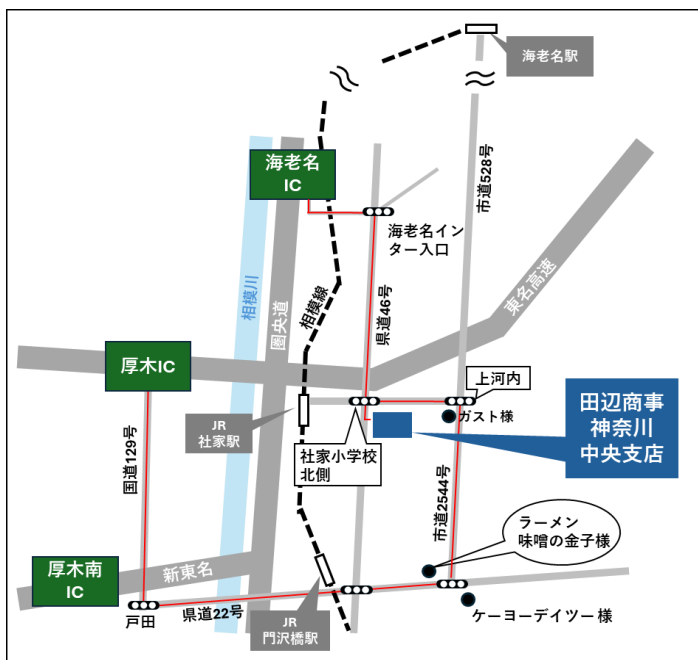 海老名駅
海老名
IC
市道528号
海老名イン
ター入口
東名高速
相模川
圏央道
相模線
県道46号
厚木IC
上河内
JR
社家駅
ガスト様
田辺商事
神奈川
中央支店
国道129号
社家小学校
北側
市道2544号
ラーメン
味噌の金子様
厚木南
IC
新東名
戸田
県道22号
JR
門沢橋駅
ケーヨーデイツー様